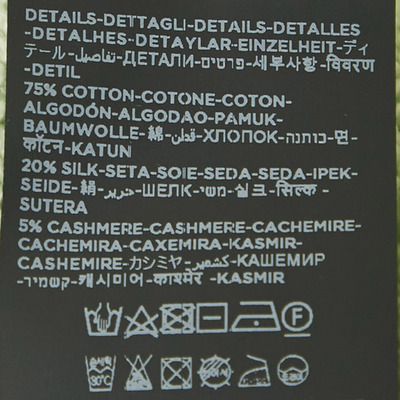 DETAILS-DETTAGLI-DETAILS-DETALLES
-DETALHES-DETAYLAR-EINZELHEIT-ディ
テール-تفاصيل-ДЕТАЛИ-פרטים-세부사항-विवरण
-DETIL
75% COTTON-COTONE-COTON-
ALGODÓN-ALGODAO-PAMUK-
BAUMWOLLE-綿-قطن-ХЛОПОК-כותנה-면-
कॉटन-KATUN
20% SILK-SETA-SOIE-SEDA-SEDA-IPEK-
SEIDE-絹-حرير-ШЕЛК-משי-실크-सिल्क-
SUTERA
5% CASHMERE-CASHMERE-CACHEMIRE-
CACHEMIRA-CAXEMIRA-KASMIR-
CASHEMIRE-カシミヤ-كشمير-КАШЕМИР
-קשמיר-캐시미어-काश्मेर-KASMIR
F